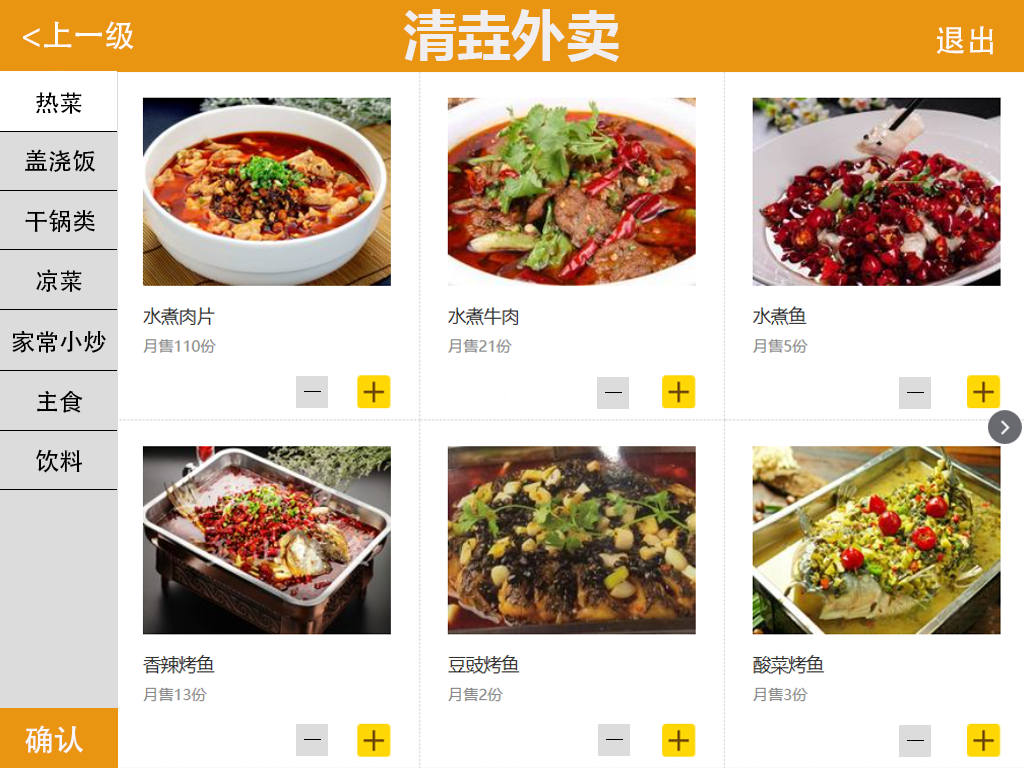 <上一级
清垚外卖
退出
热菜
盖浇饭
干锅类
凉菜
家常小炒
主食
饮料
确认
水煮肉片
月售110份
水煮牛肉
月售21份
水煮鱼
月售5份
香辣烤鱼
月售13份
豆豉烤鱼
月售2份
酸菜烤鱼
月售3份